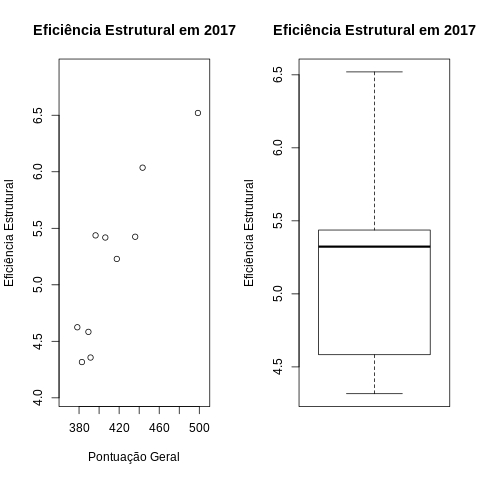 Eficiência Estrutural em 2017
Eficiência Estrutural
6.5
6.0
5.5
5.0
4.5
4.0
380 420 460 500
Pontuação Geral
Eficiência Estrutural em 2017
Eficiência Estrutural
6.5
6.0
5.5
5.0
4.5